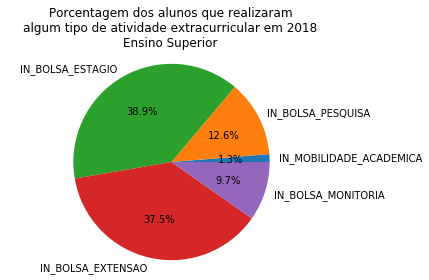 Porcentagem dos alunos que realizaram
algum tipo de atividade extracurricular em 2018
Ensino Superior
IN_BOLSA_ESTAGIO
38.9%
IN_BOLSA_PESQUISA
12.6%
1.3%
IN_MOBILIDADE_ACADEMICA
9.7%
IN_BOLSA_MONITORIA
37.5%
IN_BOLSA_EXTENSAO